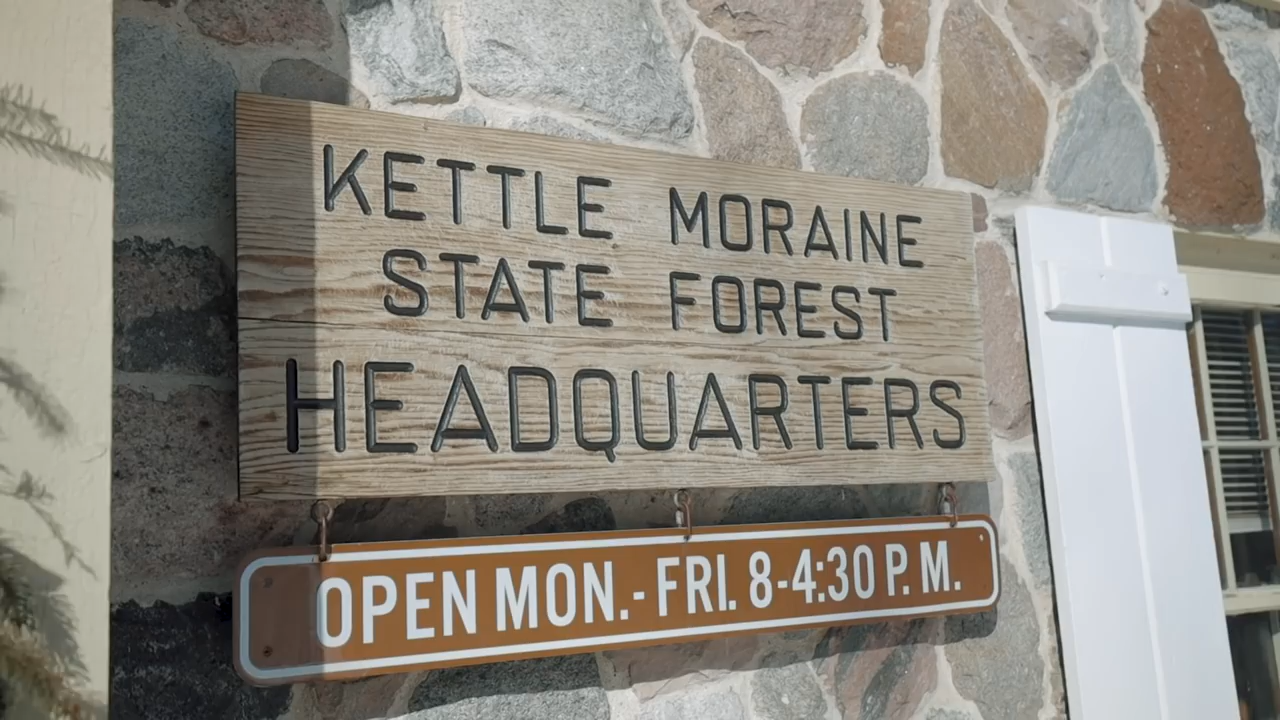 KETTLE MORAINE
STATE FOREST
HEADQUARTERS
OPEN MON.-FRI. 8-4:30 P.M.